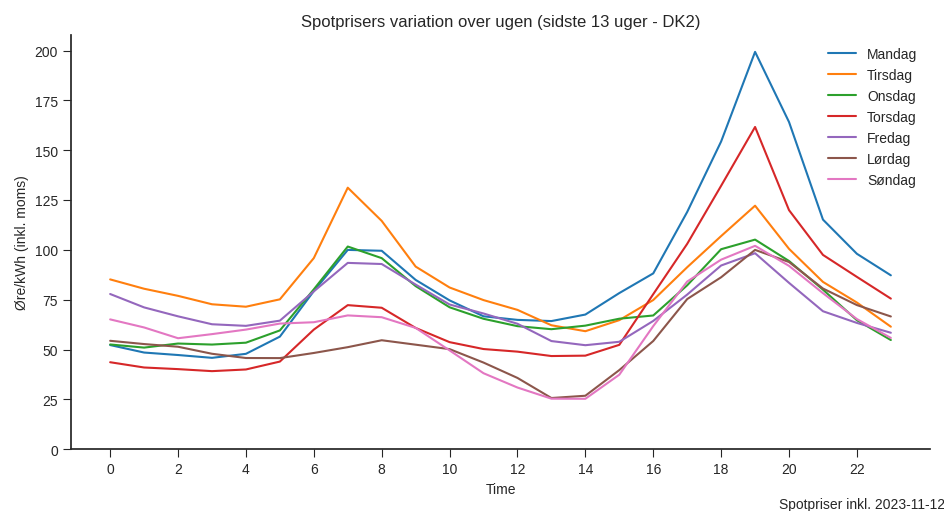 Spotprisers variation over ugen (sidste 13 uger - DK2)
Øre/kWh (inkl. moms)
200
175
150
125
100
75
50
25
0
Mandag
Tirsdag
Onsdag
Torsdag
Fredag
Lørdag
Søndag
0 2 4 6 8 10 12 14 16 18 20 22
Time
Spotpriser inkl. 2023-11-12